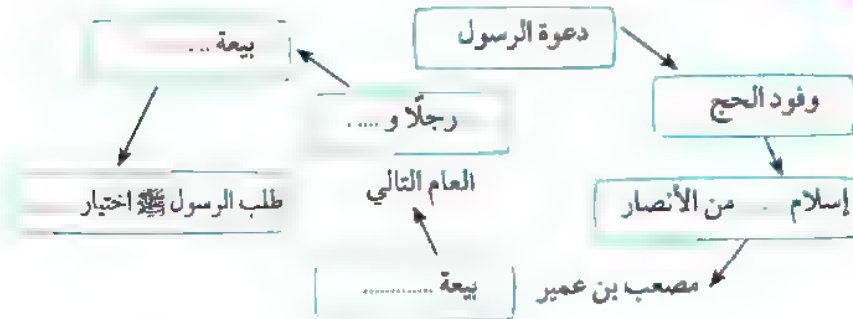 دعوة الرسول
وفود الحج
إسلام .. من الأنصار
مصعب بن عمير
بيعة .............
العام التالي
رجلًا و ....
بيعة ...
طلب الرسول ﷺ اختيار